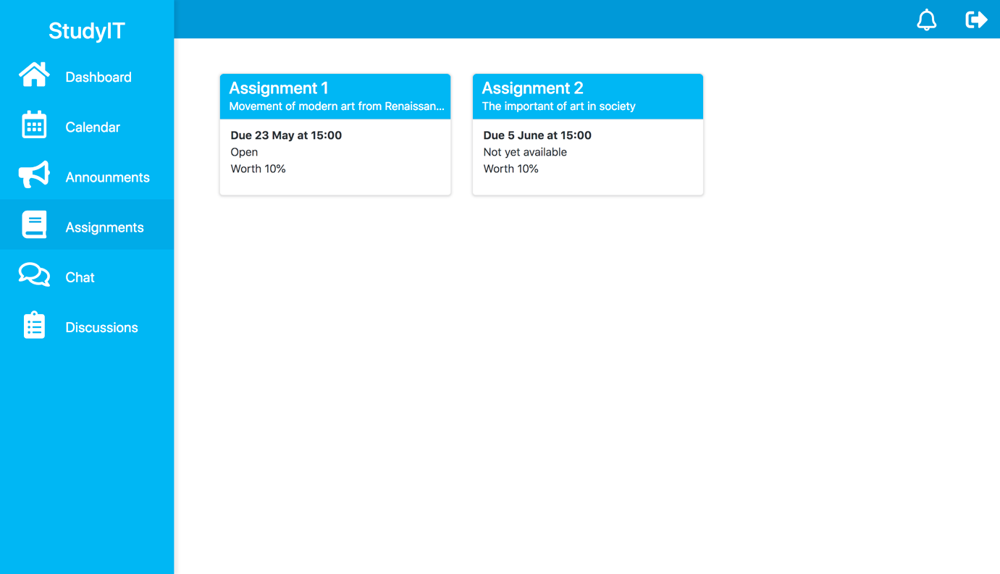 StudyIT
Dashboard
Calendar
Announments
Assignments
Chat
Discussions
Assignment 1
Movement of modern art from Renaissan...
Due 23 May at 15:00
Open
Worth 10%
Assignment 2
The important of art in society
Due 5 June at 15:00
Not yet available
Worth 10%